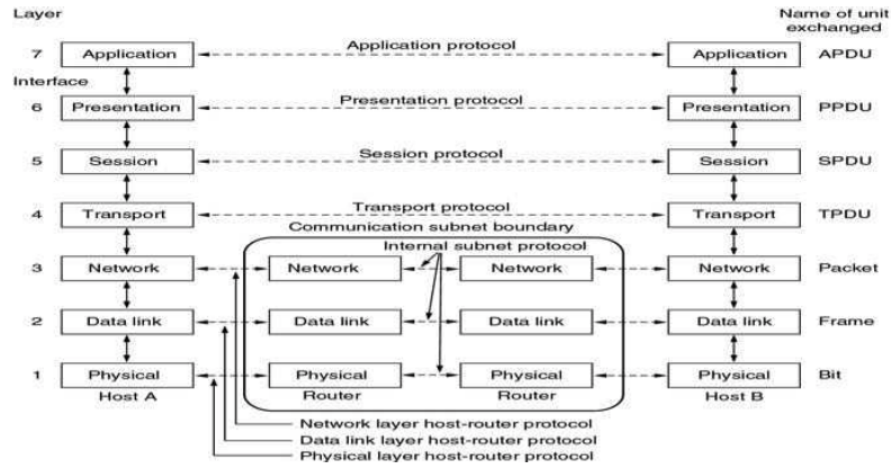 Layer
Name of unit
exchanged
7 Application Application protocol Application APDU
Interface
6 Presentation Presentation protocol Presentation PPDU
5 Session Session protocol Session SPDU
4 Transport Transport protocol Transport TPDU
Communication subnet boundary
Internal subnet protocol
3 Network Network Network Network Packet
2 Data link Data link Data link Data link Frame
1 Physical Physical Physical Physical Bit
Host A Router Router Host B
Network layer host-router protocol
Data link layer host-router protocol
Physical layer host-router protocol